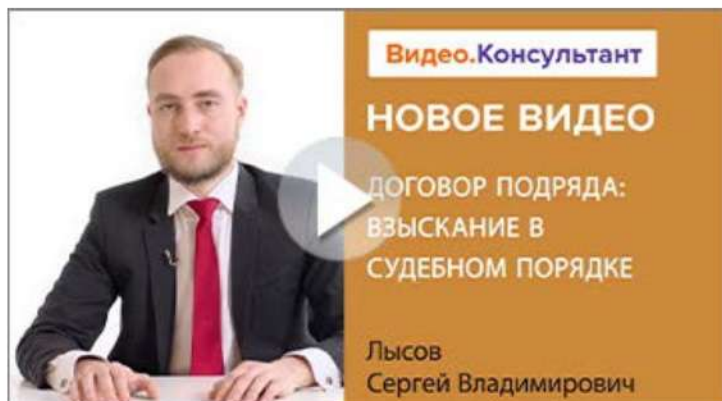 Видео.Консультант
НОВОЕ ВИДЕО
ДОГОВОР ПОДРЯДА:
ВЗЫСКАНИЕ В
СУДЕБНОМ ПОРЯДКЕ
Лысов
Сергей Владимирович